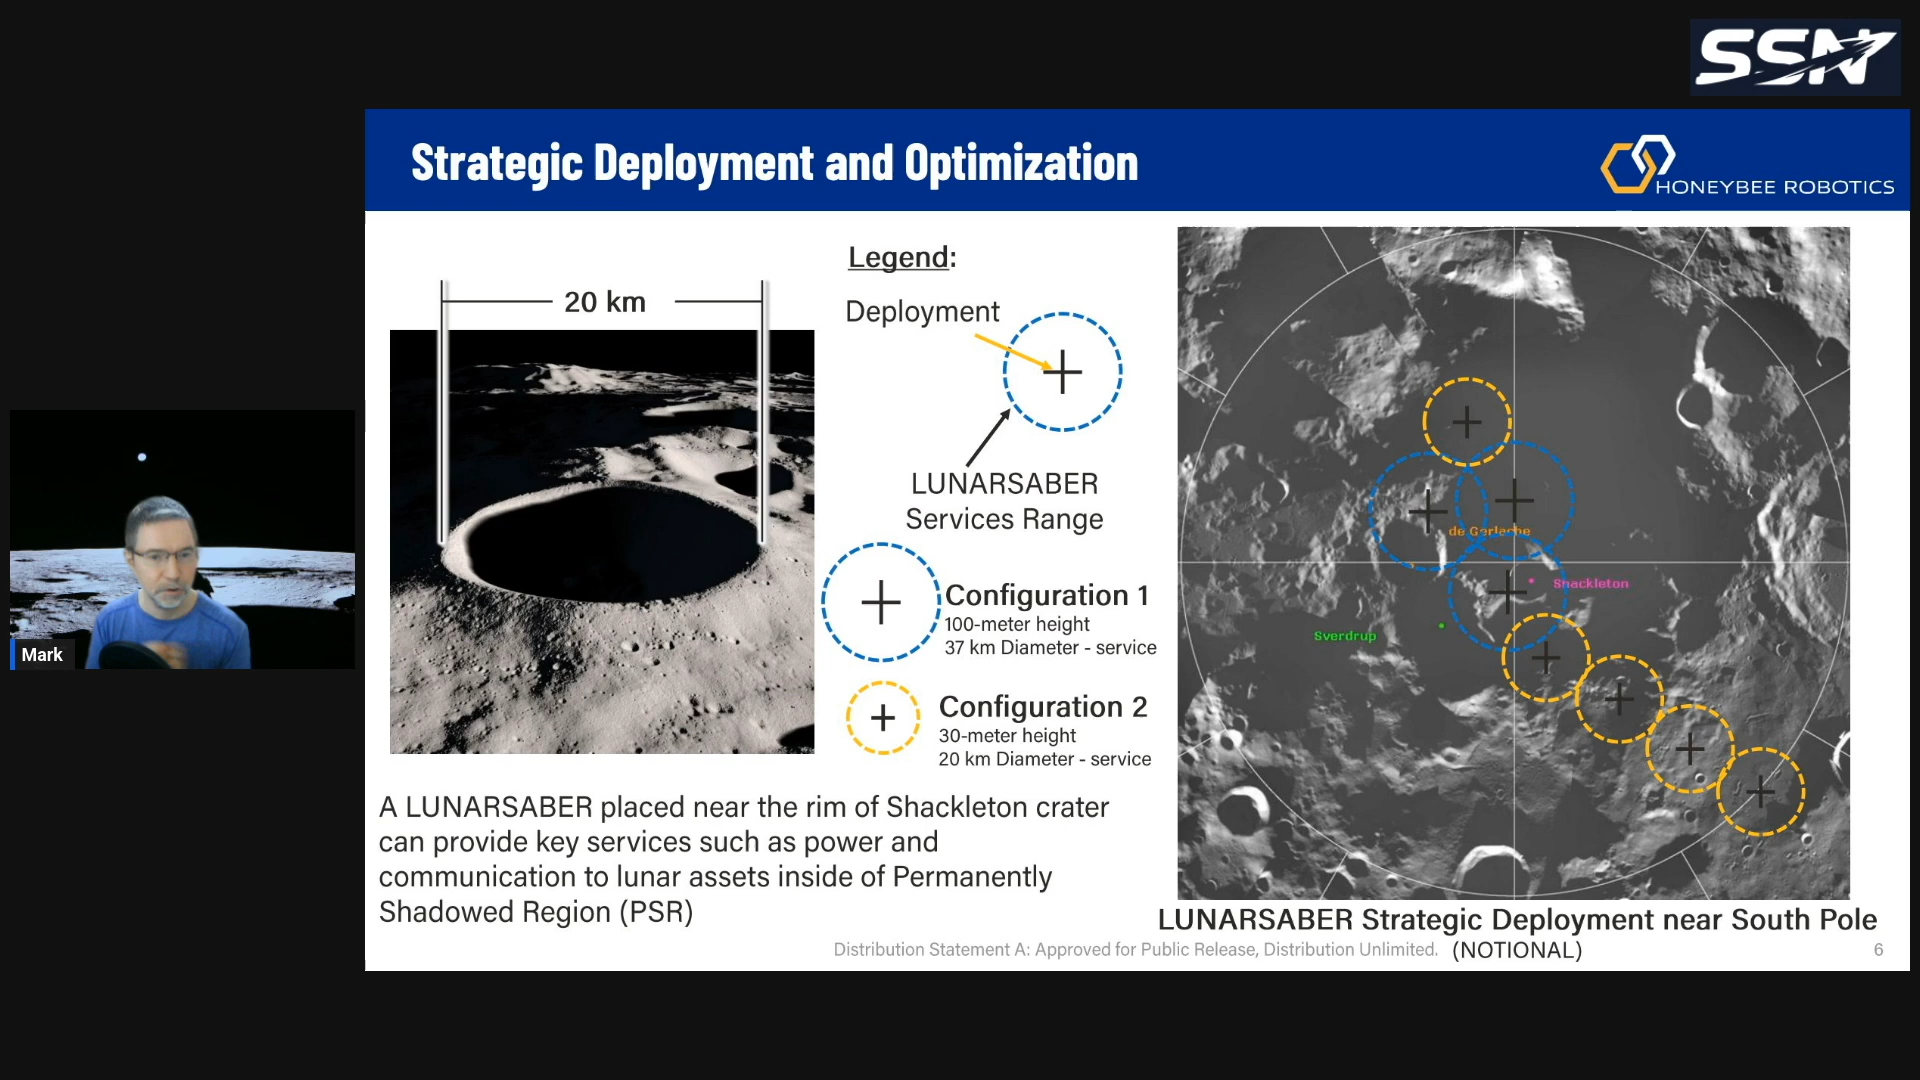 SSN
Strategic Deployment and Optimization
HONEYBEE ROBOTICS
20 km
Legend:
Deployment
LUNARSABER
Services Range
Configuration 1
100-meter height
37 km Diameter - service
Configuration 2
30-meter height
20 km Diameter - service
A LUNARSABER placed near the rim of Shackleton crater
can provide key services such as power and
communication to lunar assets inside of Permanently
Shadowed Region (PSR)
de Gerlache
Shackleton
Sverdrup
LUNARSABER Strategic Deployment near South Pole
(NOTIONAL)
Distribution Statement A: Approved for Public Release, Distribution Unlimited.
6
Mark